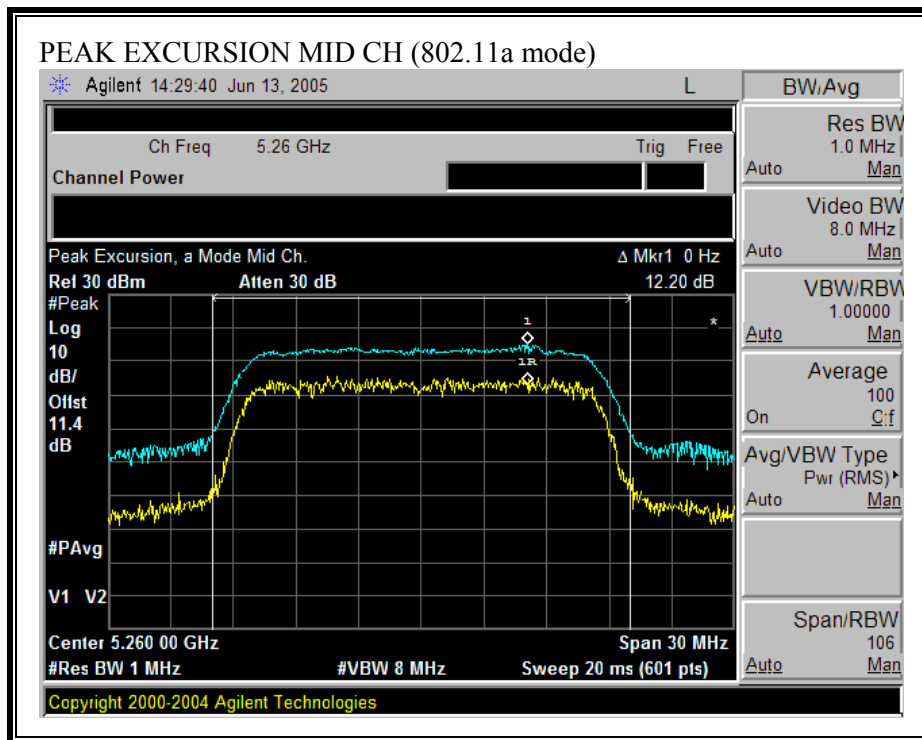 PEAK EXCURSION MID CH (802.11a mode)
Agilent 14:29:40 Jun 13, 2005 L
BW/Avg
Ch Freq 5.26 GHz Trig Free
Channel Power
Peak Excursion, a Mode Mid Ch. Δ Mkr1 0 Hz
Ref 30 dBm Atten 30 dB 12.20 dB
#Peak
Log
10
dB/
Offst
11.4
dB
1
*
1R
#PAvg
V1 V2
Center 5.260 00 GHz Span 30 MHz
#Res BW 1 MHz #VBW 8 MHz Sweep 20 ms (601 pts)
Copyright 2000-2004 Agilent Technologies
Res BW
1.0 MHz
Auto Man
Video BW
8.0 MHz
Auto Man
VBW/RBW
1.00000
Auto Man
Average
100
On Off
Avg/VBW Type
Pwr (RMS)
Auto Man
Span/RBW
106
Auto Man